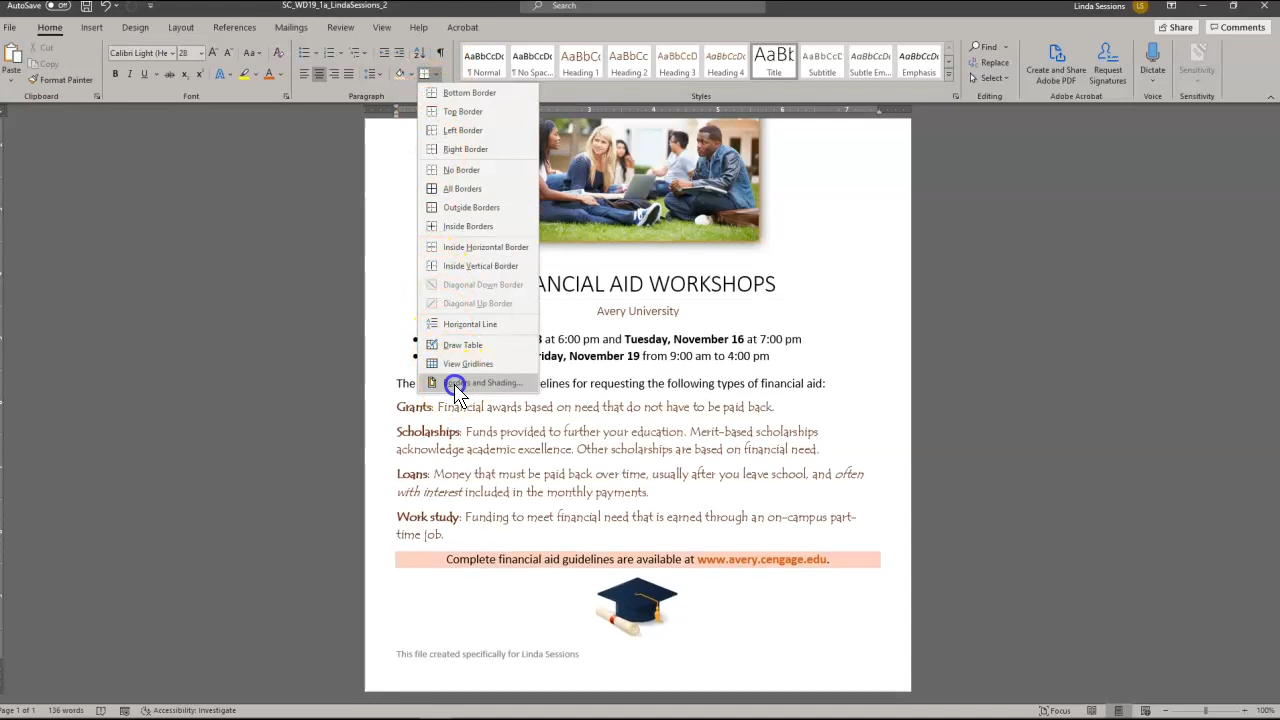 AutoSave Off
SC_WD19_1a_LindaSessions_2
Search
Linda Sessions
LS
File Home Insert Draw Design Layout References Mailings Review View Help Acrobat
Share
Comments
Paste
Cut
Copy
Format Painter
Clipboard
Calibri Light (He
28
Font
Paragraph
AaBbCcDc
¶ Normal
AaBbCcDc
¶ No Spac...
AaBbCc
Heading 1
AaBbCc
Heading 2
AaBbCcD
Heading 3
AaBbCcD
Heading 4
Title
AaBbCcC
Subtitle
AaBbCcDc
Subtle Em...
AaBbCcDc
Emphasis
Styles
Find
Replace
Select
Editing
Create and Share
Adobe PDF
Request
Signatures
Adobe Acrobat
Dictate
Voice
Sensitivity
Sensitivity
Bottom Border
Top Border
Left Border
Right Border
No Border
All Borders
Outside Borders
Inside Borders
Inside Horizontal Border
Inside Vertical Border
Diagonal Down Border
Diagonal Up Border
Horizontal Line
Draw Table
View Gridlines
and Shading...
3 4 5 6 7
AID WORKSHOPS
Avery University
at 6:00 pm and Tuesday, November 16 at 7:00 pm
November 19 from 9:00 am to 4:00 pm
The
for requesting the following types of financial aid:
Grants: Financial awards based on need that do not have to be paid back.
Scholarships: Funds provided to further your education. Merit-based scholarships
acknowledge academic excellence. Other scholarships are based on financial need.
Loans: Money that must be paid back over time, usually after you leave school, and often
with interest included in the monthly payments.
Work study: Funding to meet financial need that is earned through an on-campus part-
time job.
Complete financial aid guidelines are available at www.avery.cengage.edu.
This file created specifically for Linda Sessions
Page 1 of 1 136 words Accessibility: Investigate
Focus
100%